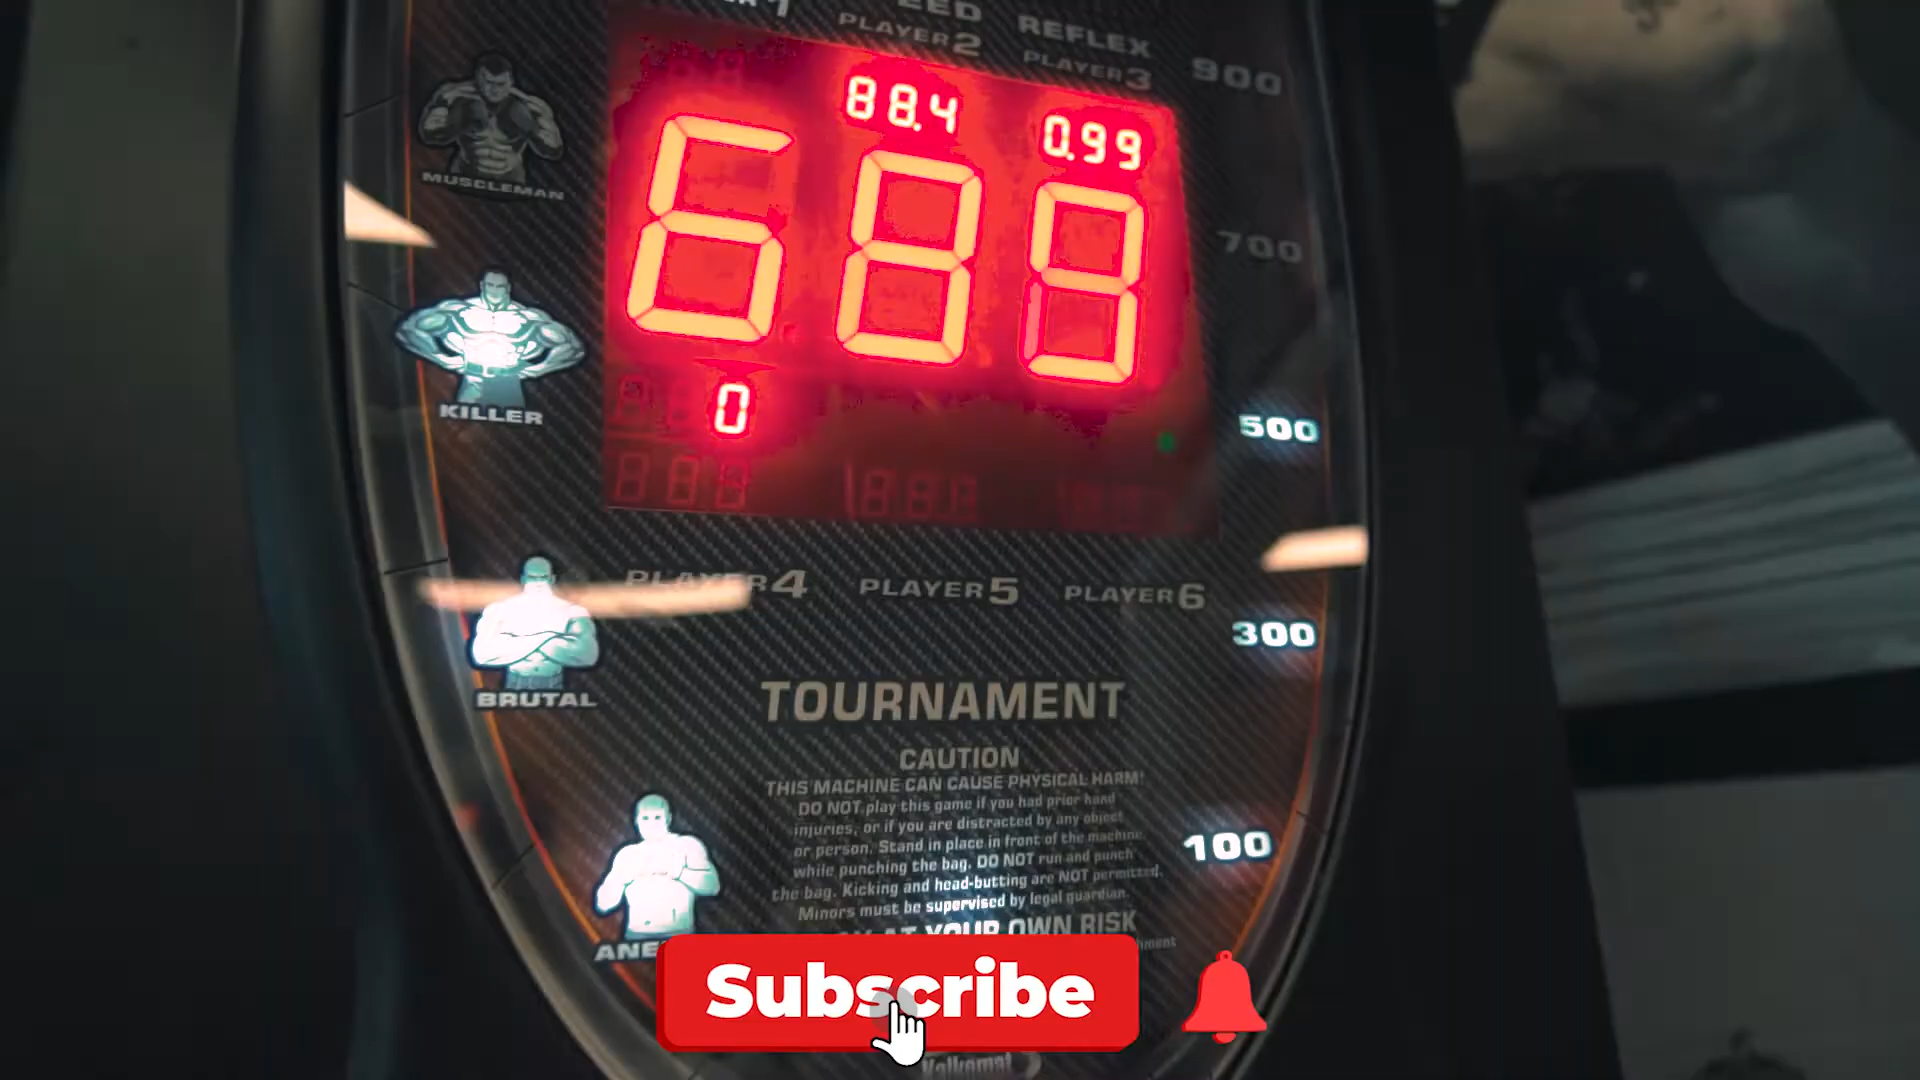 REFLEX
PLAYER2
PLAYER3
900
88.4
0.99
MUSCLEMAN
689
700
KILLER
0
500
PLAYER4
PLAYER5
PLAYER6
300
BRUTAL
TOURNAMENT
CAUTION
THIS MACHINE CAN CAUSE PHYSICAL HARM!
DO NOT play this game if you had prior hand
injuries, or if you are distracted by any object
or person. Stand in place in front of the machine
while punching the bag. DO NOT run and punch
the bag. Kicking and head-butting are NOT permitted.
Minors must be supervised by legal guardian.
100
AT YOUR OWN RISK
Subscribe